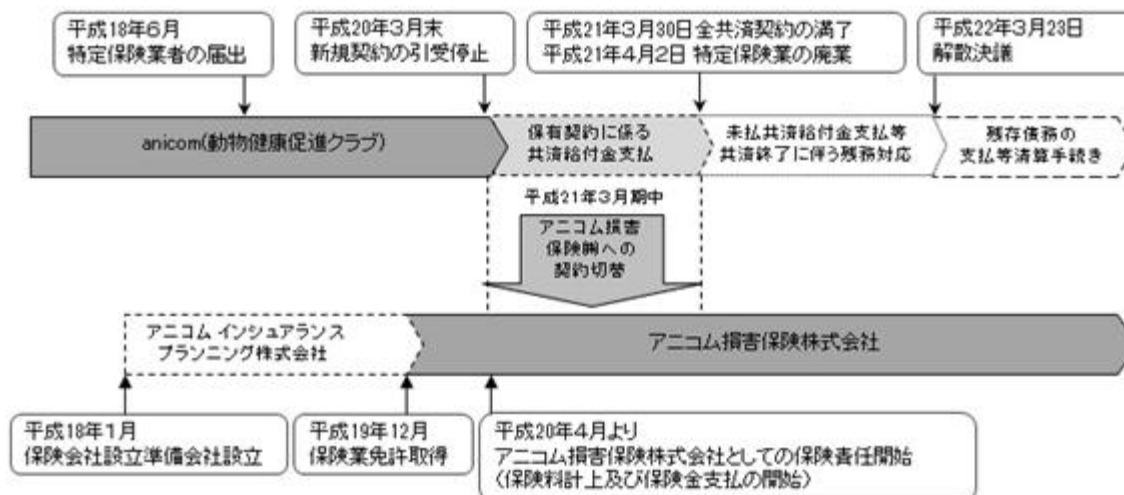 平成18年6月
特定保険業者の届出
平成20年3月末
新規契約の引受停止
平成21年3月30日全共済契約の満了
平成21年4月2日 特定保険業の廃業
平成22年3月23日
解散決議
anicom(動物健康促進クラブ)
保有契約に係る
共済給付金支払
未払共済給付金支払等
共済終了に伴う残務対応
残存債務の
支払等清算手続き
平成21年3月期中
アニコム損害
保険㈱への
契約切替
アニコム インシュアランス
プランニング株式会社
アニコム損害保険株式会社
平成18年1月
保険会社設立準備会社設立
平成19年12月
保険業免許取得
平成20年4月より
アニコム損害保険株式会社としての保険責任開始
(保険料計上及び保険金支払の開始)